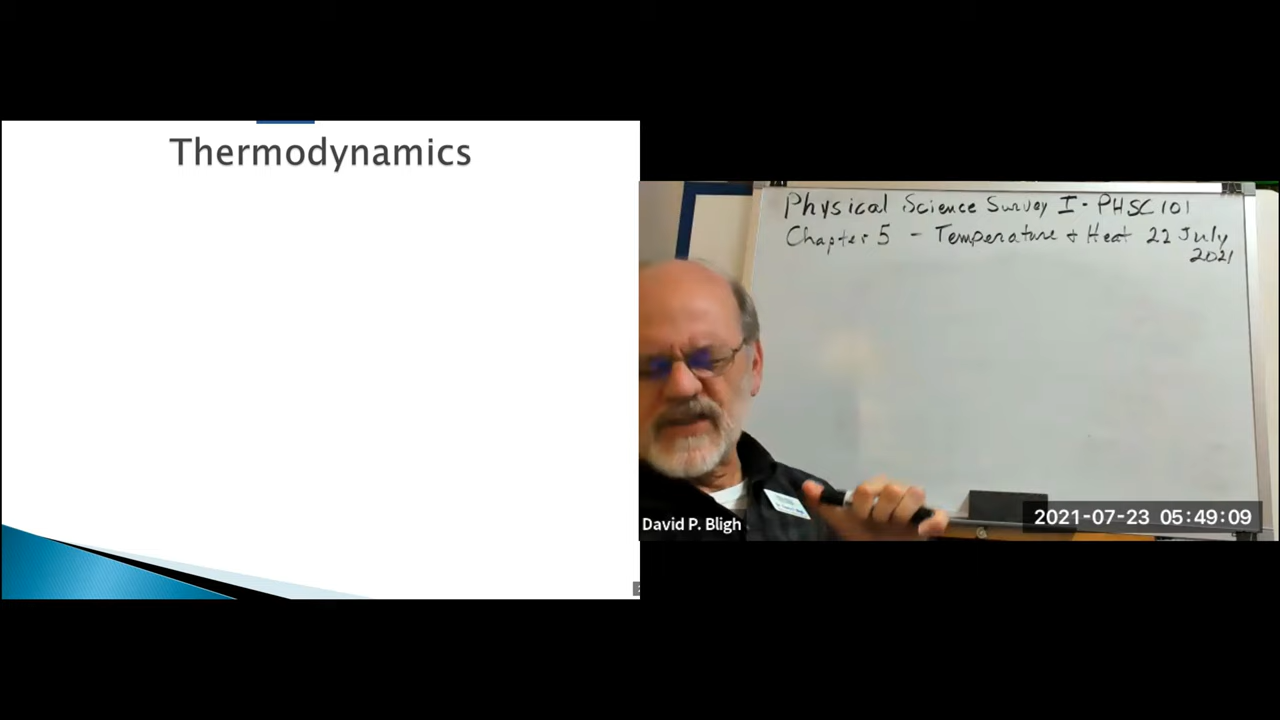 Thermodynamics
Physical Science Survey I - PHSC 101
Chapter 5 - Temperature + Heat 22 July
2021
David P. Bligh
2021-07-23 05:49:09